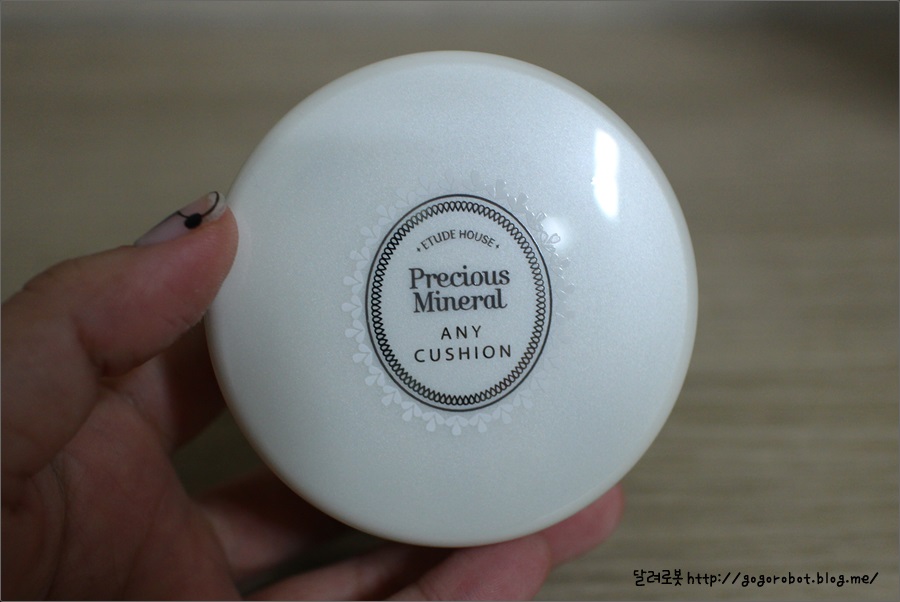 • ETUDE HOUSE •
Precious
Mineral
ANY
CUSHION
달려로봇 http://gogorobot.blog.me/